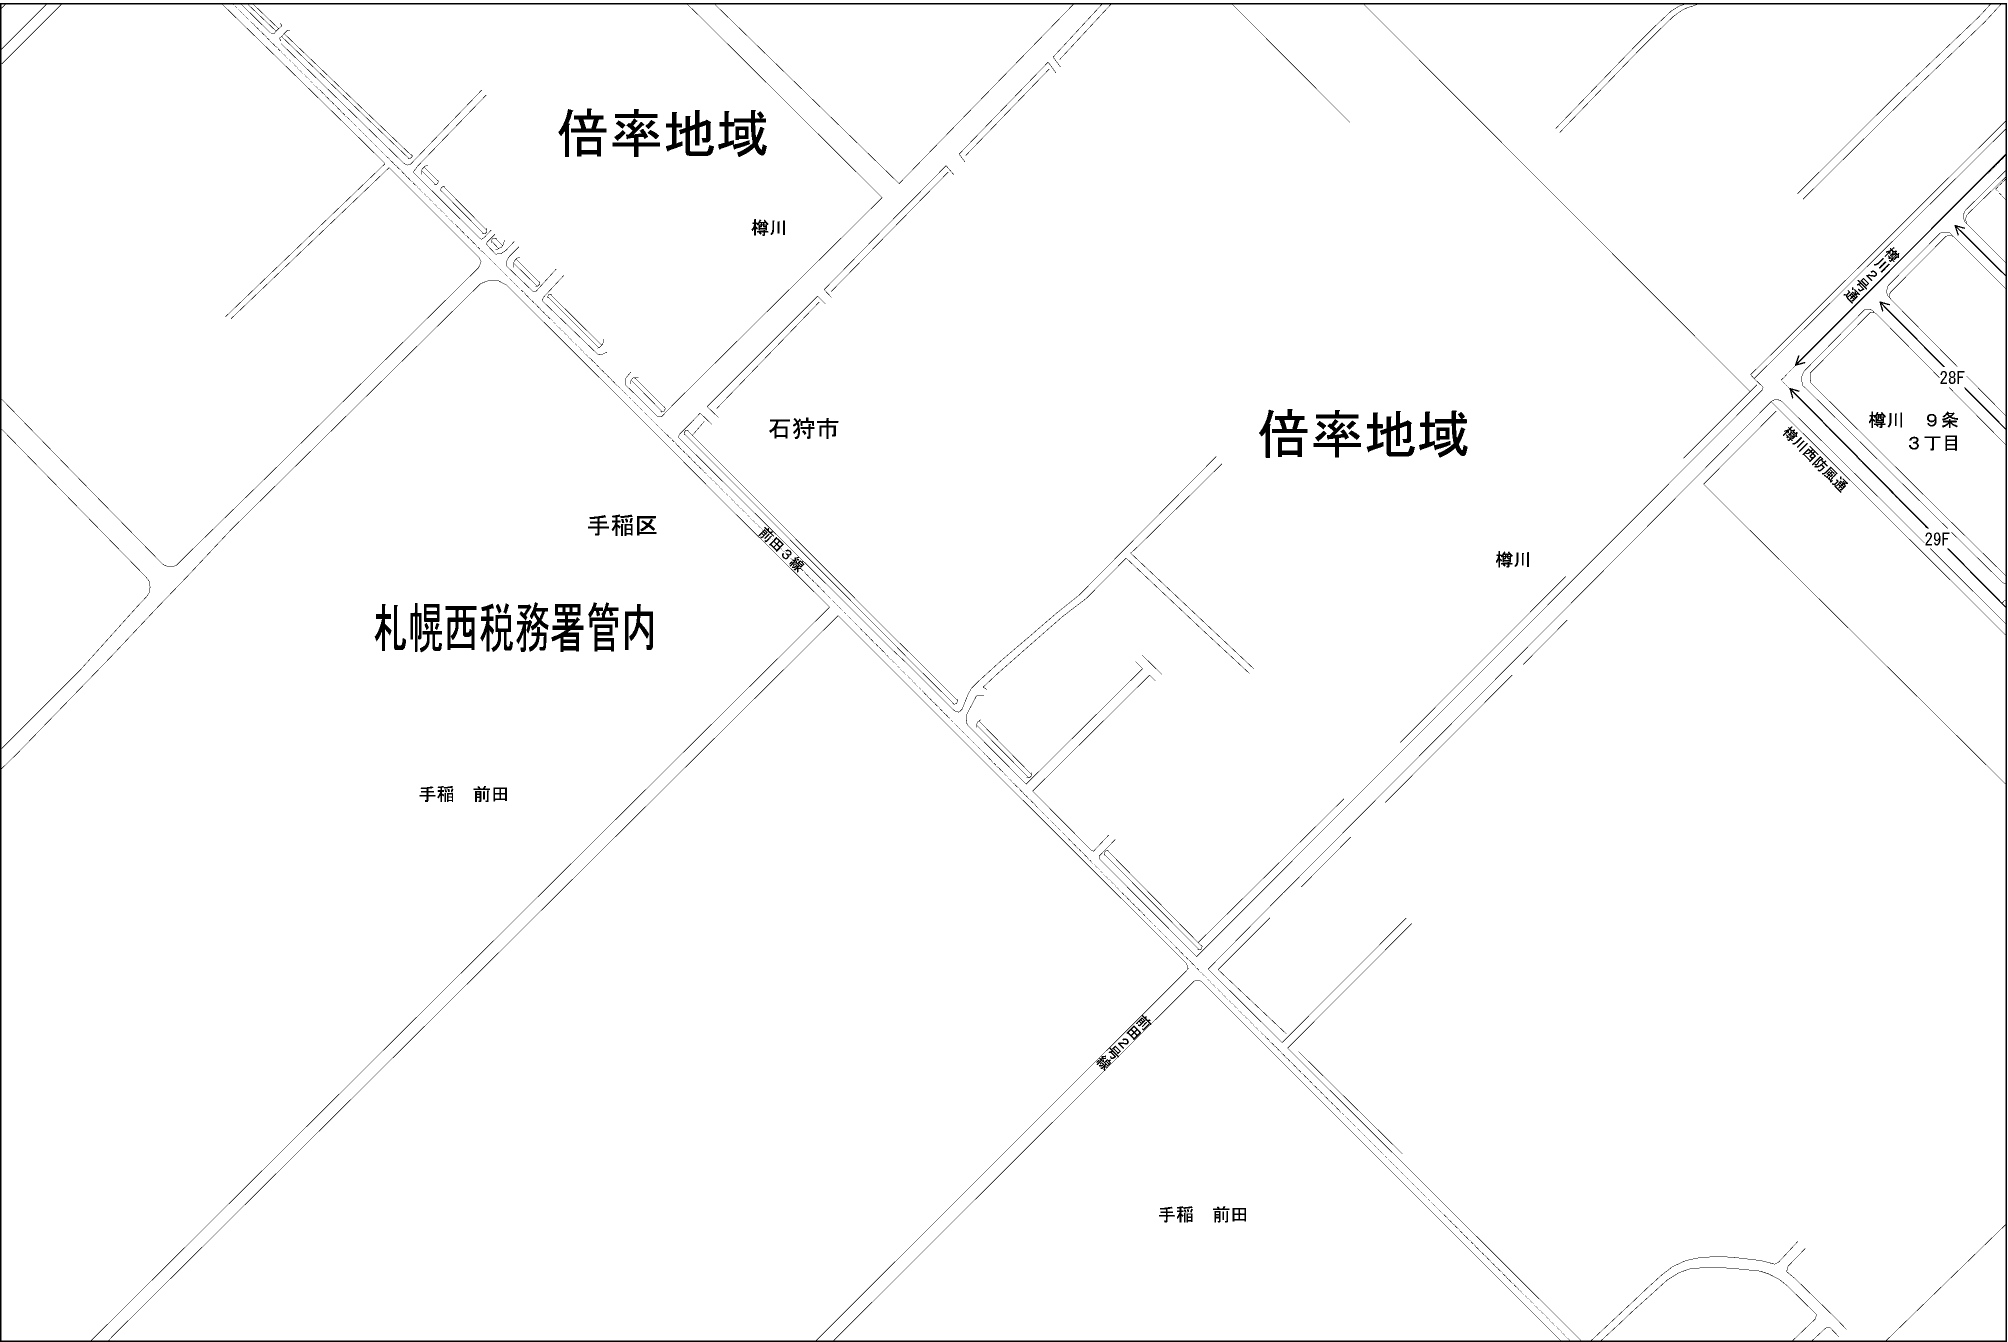 倍率地域
樽川
樽川２号通
28F
樽川　９条
３丁目
石狩市
倍率地域
樽川西防風通
手稲区
前田３線
29F
樽川
札幌西税務署管内
手稲　前田
前田２号線
手稲　前田